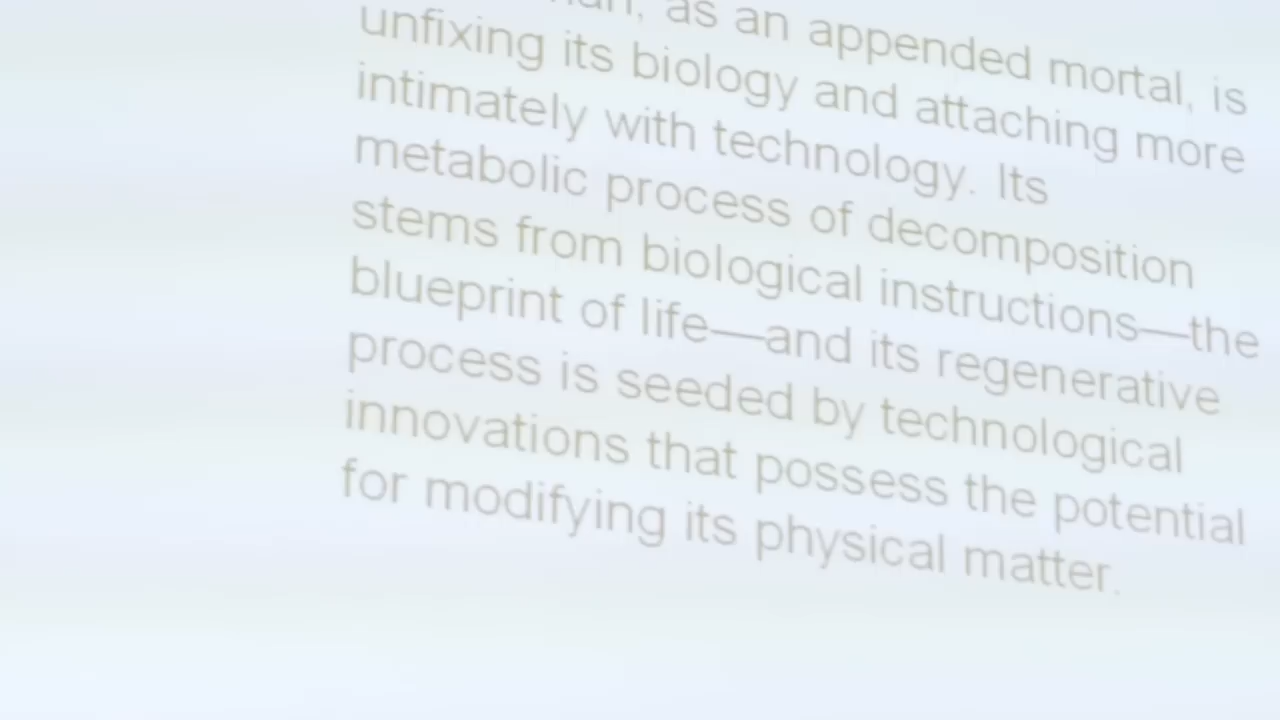 as an appended mortal, is
unfixing its biology and attaching more
intimately with technology. Its
metabolic process of decomposition
stems from biological instructions—the
blueprint of life—and its regenerative
process is seeded by technological
innovations that possess the potential
for modifying its physical matter.